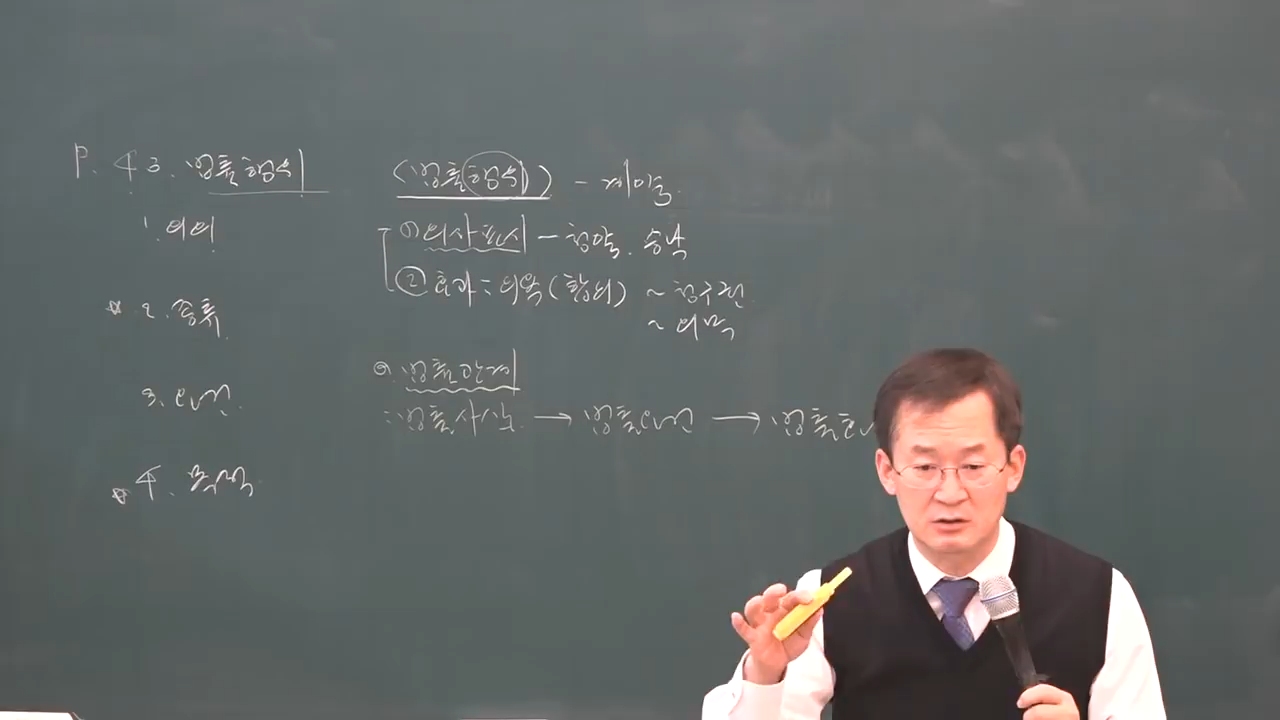 P. 43. 법률행위
1. 의의
☆ 2. 종류
3. 요건
☆ 4. 목적
(법률행위) - 계약
① 의사표시 - 청약. 승낙
② 효과 : 의욕(합의) ~ 청구권
~ 의무
법률관계
: 법률사실 → 법률요건 → 법률효